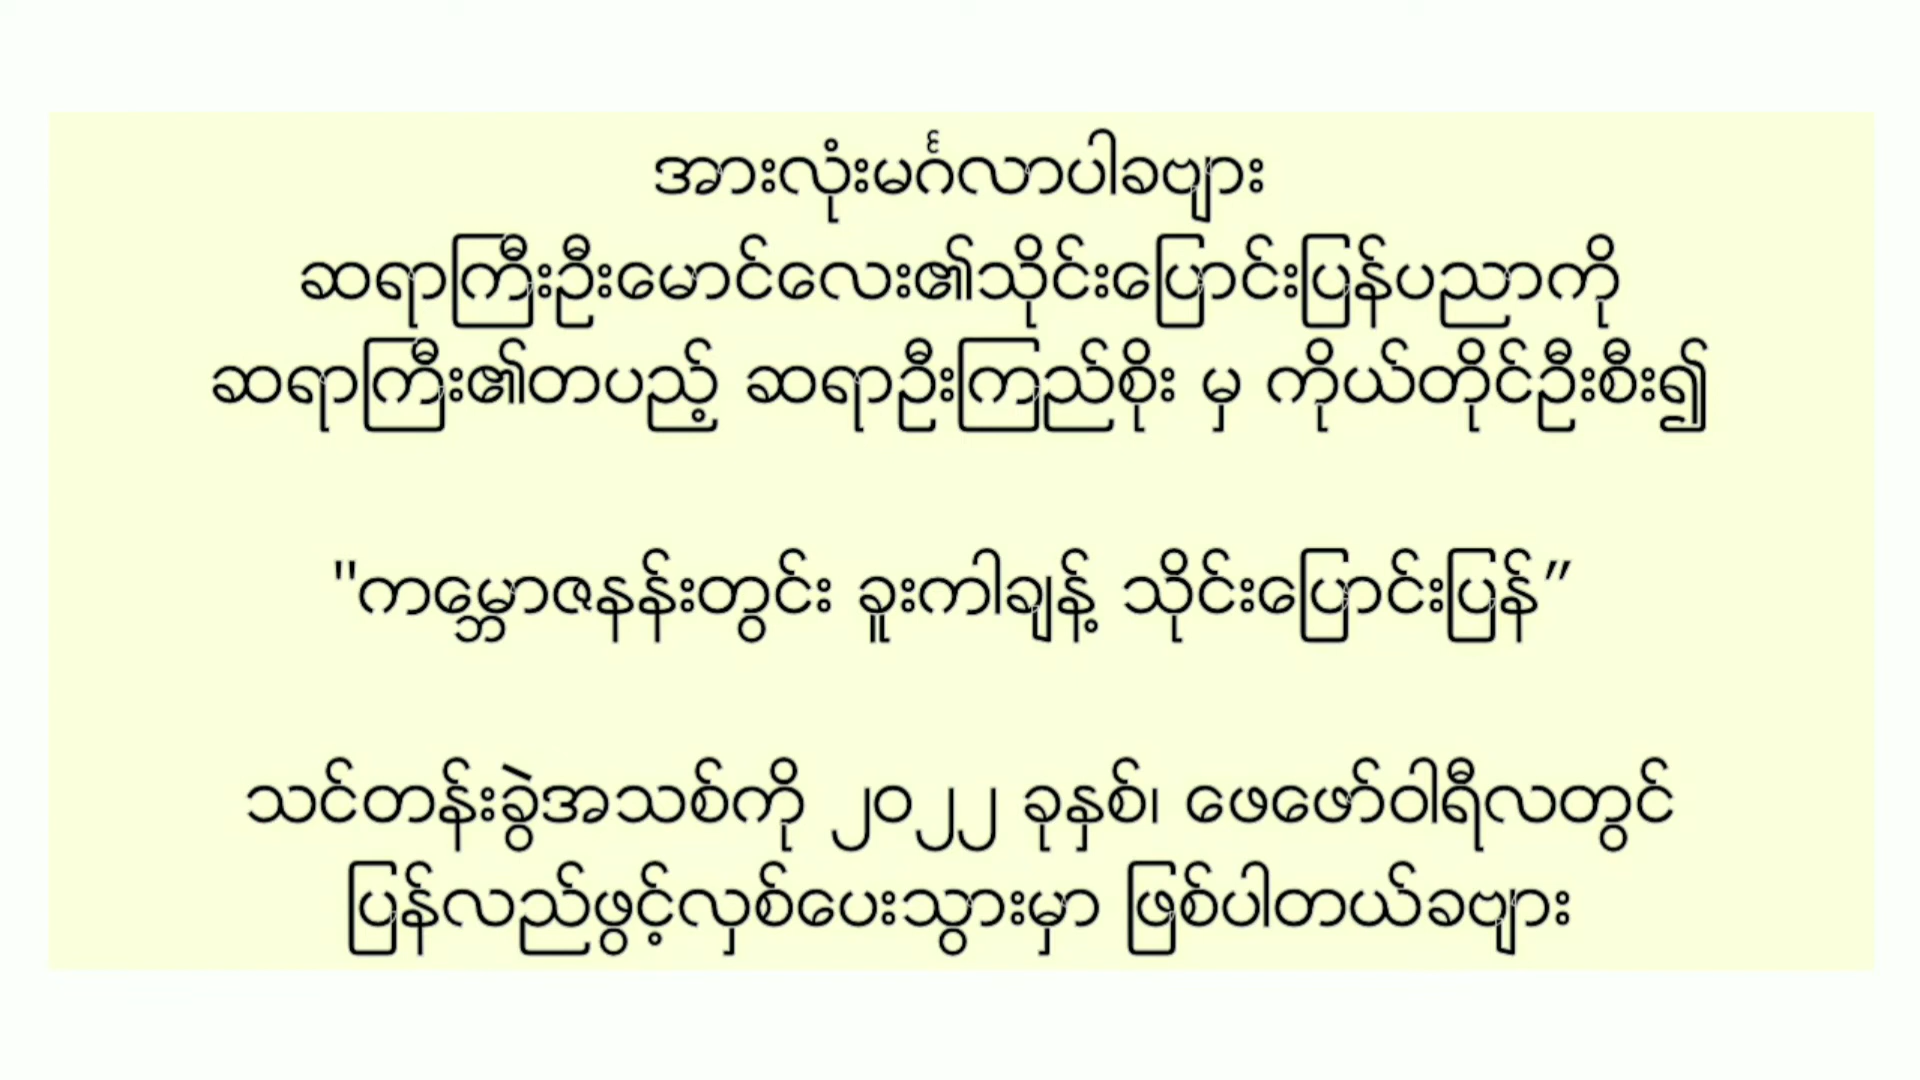 အားလုံးမင်္ဂလာပါခဗျား
ဆရာကြီးဦးမောင်လေး၏သိုင်းပြောင်းပြန်ပညာကို
ဆရာကြီး၏တပည့် ဆရာဦးကြည်စိုး မှ ကိုယ်တိုင်ဦးစီး၍
"ကမ္ဘောဇနန်းတွင်း ခူးကါချန့် သိုင်းပြောင်းပြန်”
သင်တန်းခွဲအသစ်ကို ၂၀၂၂ ခုနှစ်၊ ဖေဖော်ဝါရီလတွင်
ပြန်လည်ဖွင့်လှစ်ပေးသွားမှာ ဖြစ်ပါတယ်ခဗျား